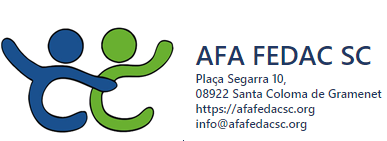 AFA FEDAC SC
Plaça Segarra 10,
08922 Santa Coloma de Gramenet
https://afafedacsc.org
info@afafedacsc.org